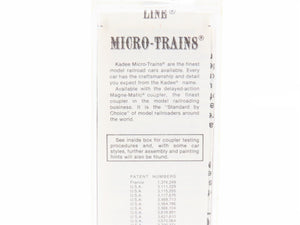 LINE®
MICRO-TRAINS®
Kadee Micro-Trains® are the finest
model railroad cars available. Every
car has the craftsmanship and detail
you expect from the Kadee® name.
Available with the delayed-action
Magne-Matic® coupler, the finest
coupler in the model railroading
business. It is the "Standard by
Choice" of model railroaders around
the world.
See inside box for coupler testing
procedures and, with some car
styles, further assembly and painting
hints will also be found.
PATENT NUMBERS
France
U.S.A.
U.S.A.
U.S.A.
U.S.A.
U.S.A.
U.S.A.
U.S.A.
U.S.A.
U.S.A.
U.S.A.